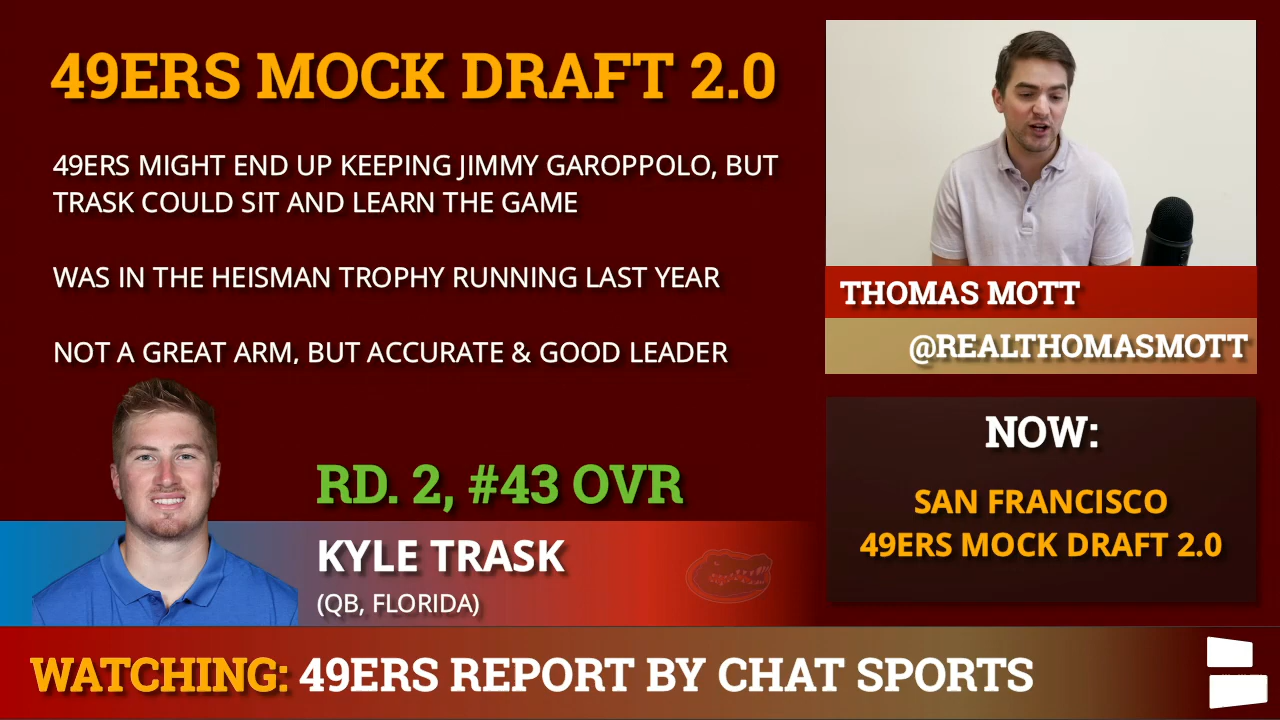 49ERS MOCK DRAFT 2.0
49ERS MIGHT END UP KEEPING JIMMY GAROPPOLO, BUT
TRASK COULD SIT AND LEARN THE GAME
WAS IN THE HEISMAN TROPHY RUNNING LAST YEAR
NOT A GREAT ARM, BUT ACCURATE & GOOD LEADER
RD. 2, #43 OVR
KYLE TRASK
(QB, FLORIDA)
THOMAS MOTT
@REALTHOMASMOTT
NOW:
SAN FRANCISCO
49ERS MOCK DRAFT 2.0
WATCHING: 49ERS REPORT BY CHAT SPORTS